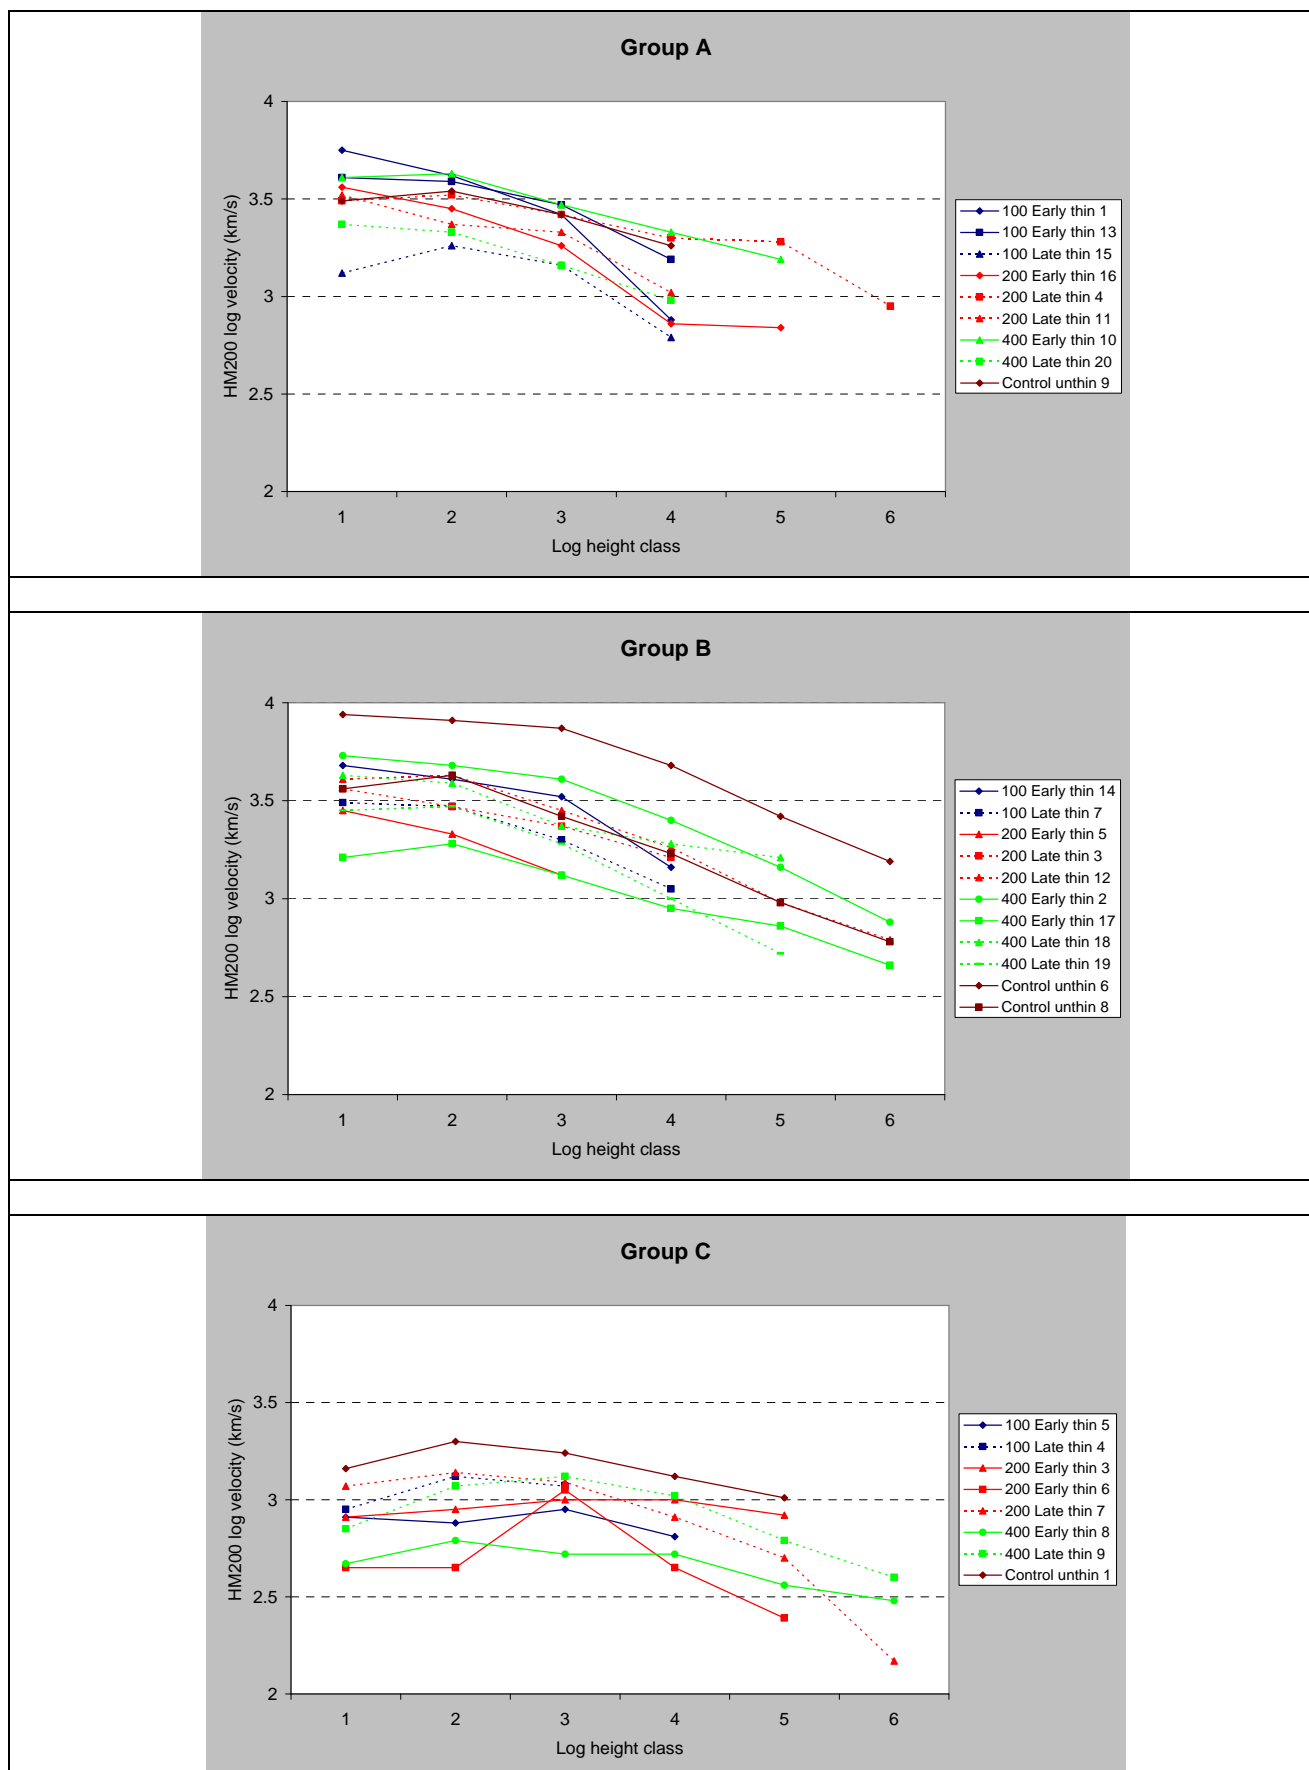 Group A
4
3.5
3
2.5
2
HM200 log velocity (km/s)
1 2 3 4 5 6
Log height class
100 Early thin 1
100 Early thin 13
100 Late thin 15
200 Early thin 16
200 Late thin 4
200 Late thin 11
400 Early thin 10
400 Late thin 20
Control unthin 9
Group B
4
3.5
3
2.5
2
HM200 log velocity (km/s)
1 2 3 4 5 6
Log height class
100 Early thin 14
100 Late thin 7
200 Early thin 5
200 Late thin 3
200 Late thin 12
400 Early thin 2
400 Early thin 17
400 Late thin 18
400 Late thin 19
Control unthin 6
Control unthin 8
Group C
4
3.5
3
2.5
2
HM200 log velocity (km/s)
1 2 3 4 5 6
Log height class
100 Early thin 5
100 Late thin 4
200 Early thin 3
200 Early thin 6
200 Late thin 7
400 Early thin 8
400 Late thin 9
Control unthin 1